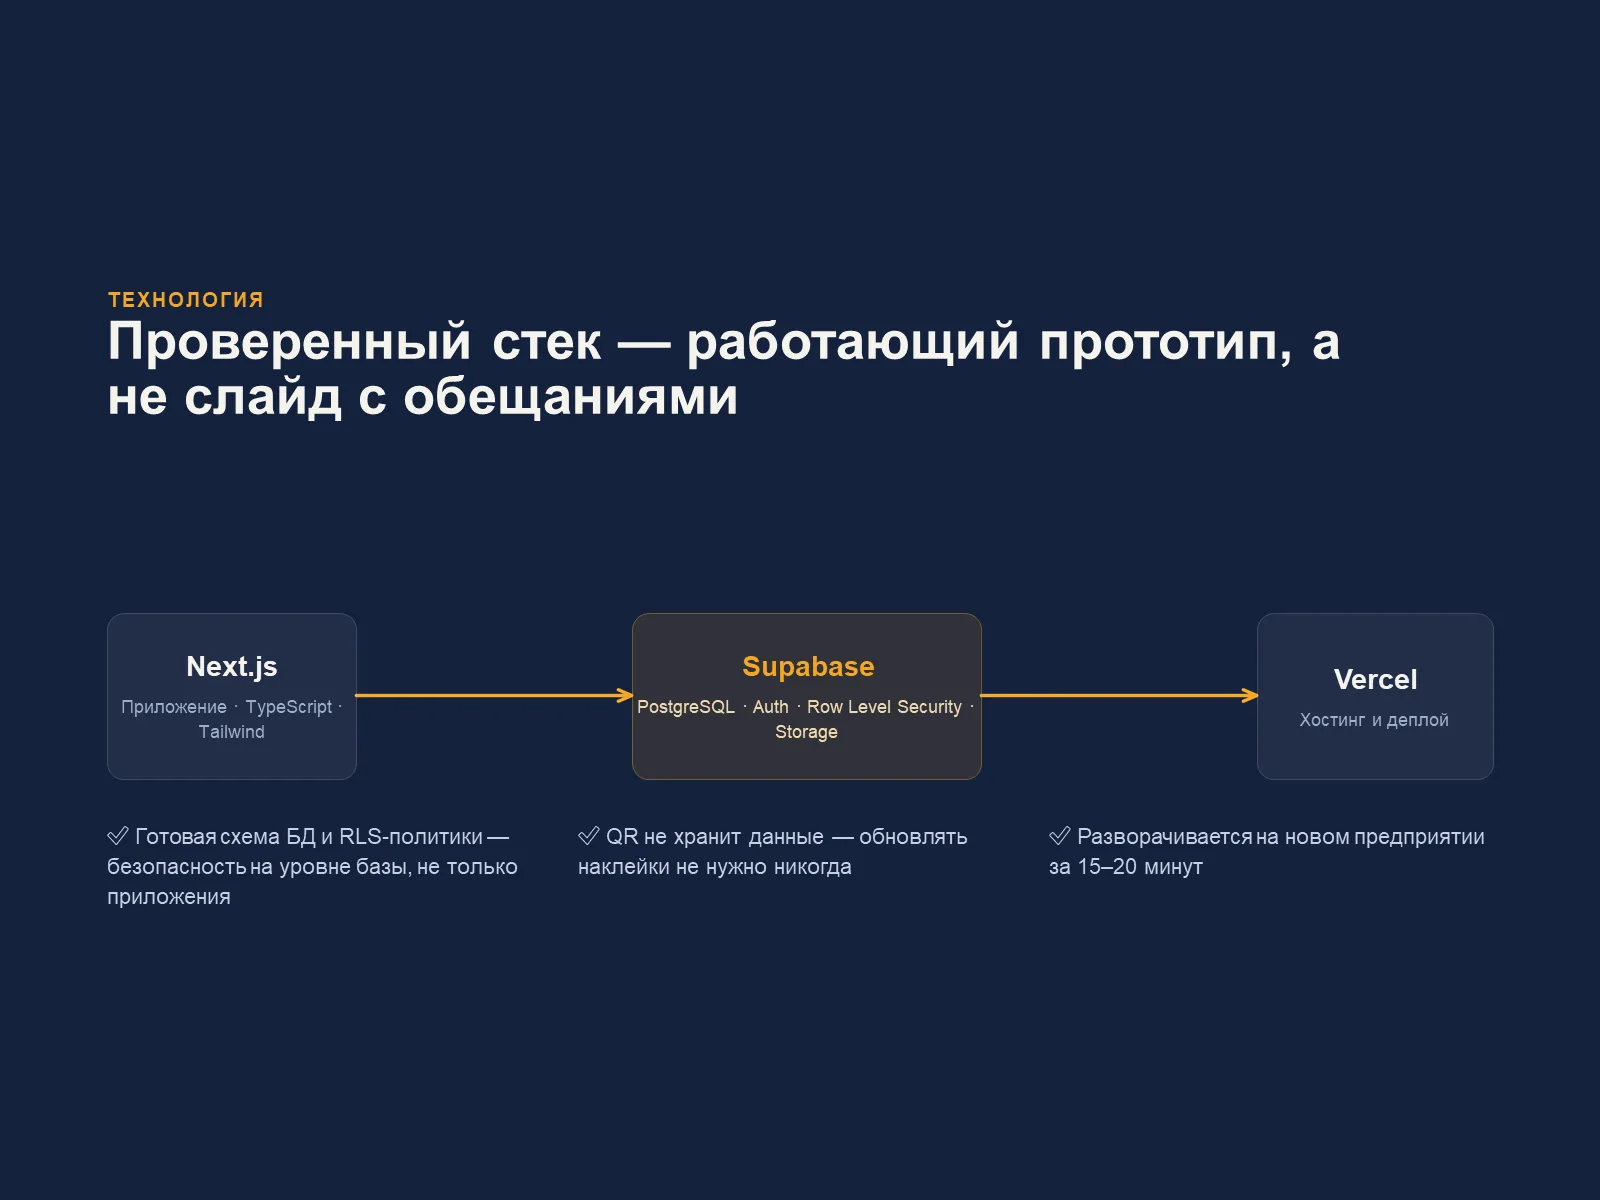 ТЕХНОЛОГИЯ
Проверенный стек — работающий прототип, а
не слайд с обещаниями
Next.js
Приложение · TypeScript ·
Tailwind
Supabase
PostgreSQL · Auth · Row Level Security ·
Storage
Vercel
Хостинг и деплой
✓ Готовая схема БД и RLS-политики —
безопасность на уровне базы, не только
приложения
✓ QR не хранит данные — обновлять
наклейки не нужно никогда
✓ Разворачивается на новом предприятии
за 15–20 минут